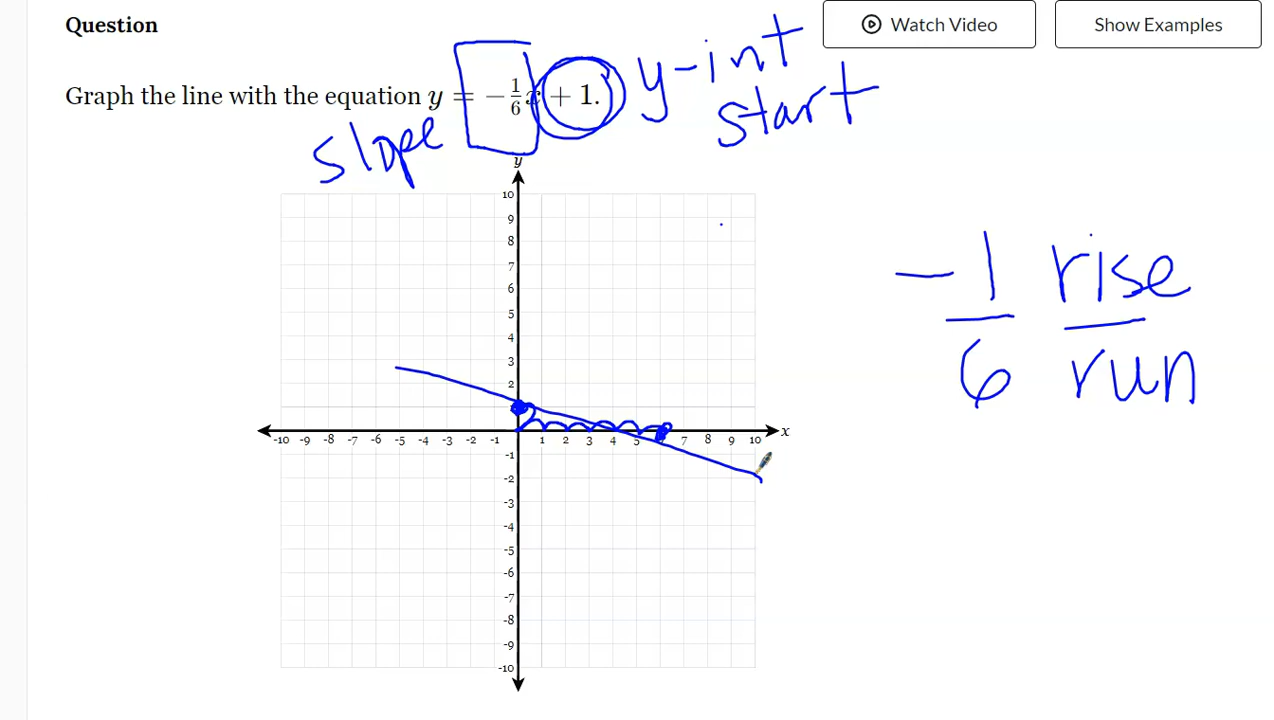 Question
Watch Video
Show Examples
Graph the line with the equation y = −1/6x + 1.
y-int
start
slope
y
10
9
8
7
6
5
4
3
2
-10 -9 -8 -7 -6 -5 -4 -3 -2 -1 1 2 3 4 5 7 8 9 10 x
-1
-2
-3
-4
-5
-6
-7
-8
-9
-10
-1 rise
6 run